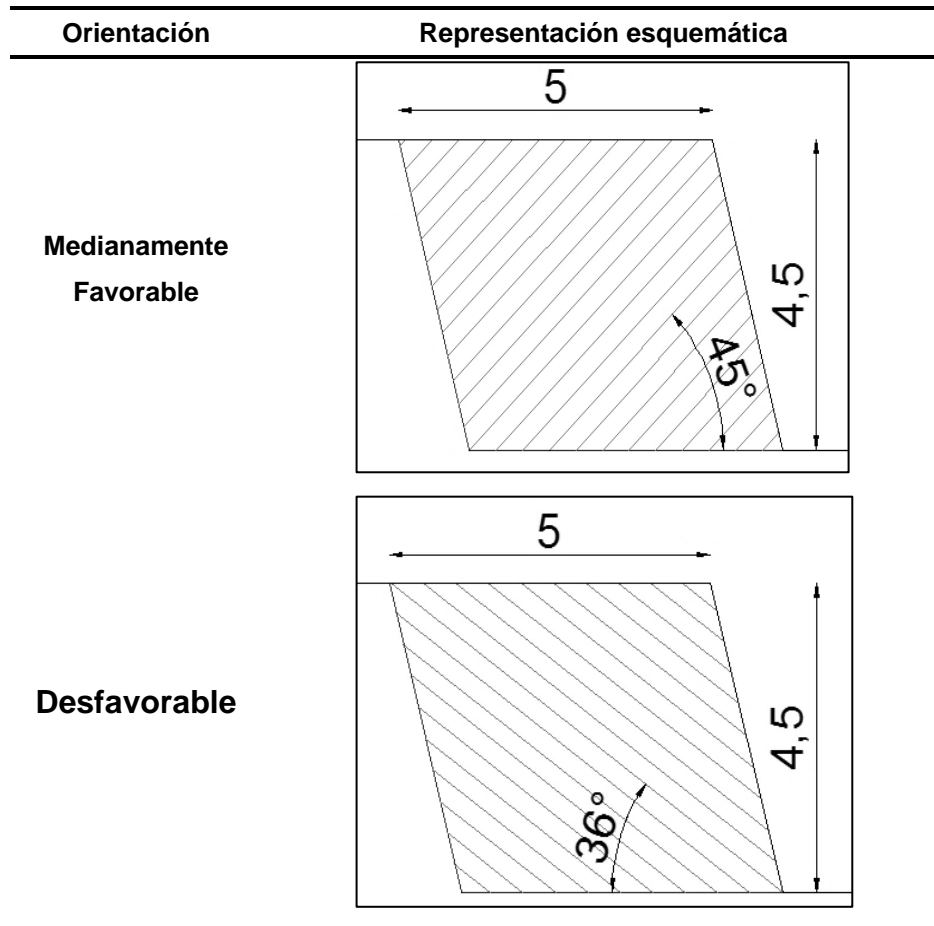 Orientación Representación esquemática
5
Medianamente
Favorable
4,5
45°
5
Desfavorable
4,5
36°